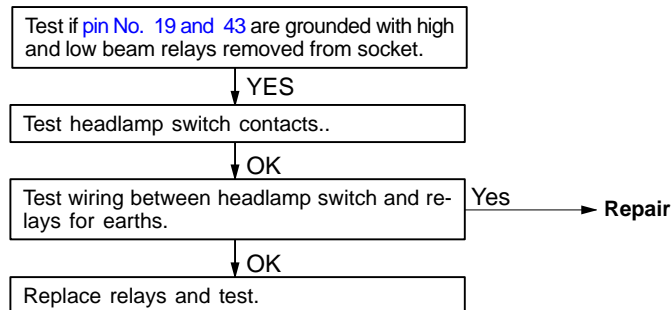 Test if pin No. 19 and 43 are grounded with high
and low beam relays removed from socket.
YES
Test headlamp switch contacts..
OK
Test wiring between headlamp switch and re-
lays for earths.
Yes
Repair
OK
Replace relays and test.